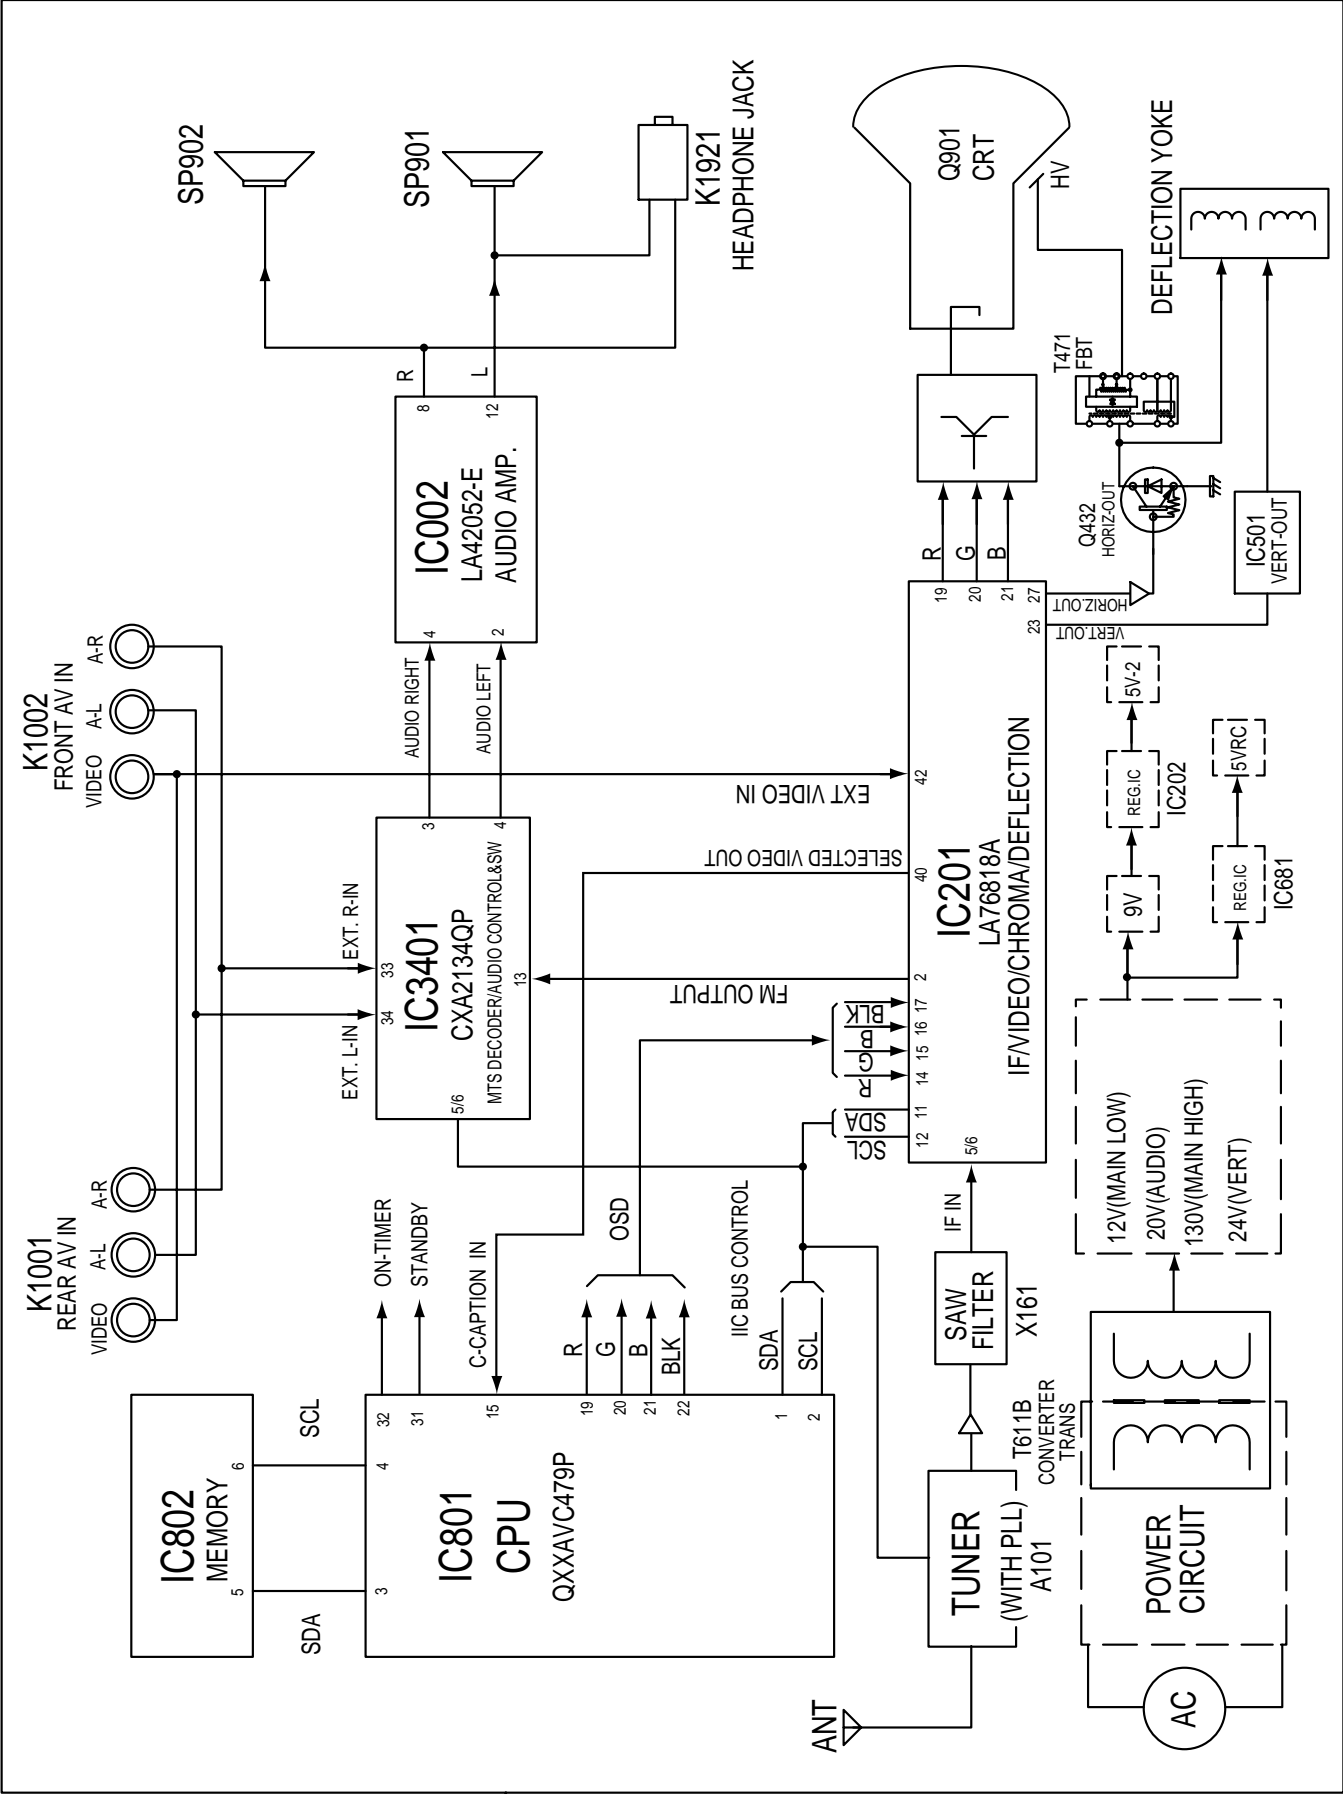 K1001
REAR AV IN
VIDEO
A-L
A-R
K1002
FRONT AV IN
VIDEO
A-L
A-R
SP902
SP901
K1921
HEADPHONE JACK
IC802
MEMORY
5
6
SDA
SCL
3
4
IC801
CPU
QXXAVC479P
32
31
15
19
20
21
22
1
2
ON-TIMER
STANDBY
C-CAPTION IN
R
G
B
BLK
OSD
IIC BUS CONTROL
SDA
SCL
EXT. L-IN
EXT. R-IN
34
33
IC3401
CXA2134QP
MTS DECODER/AUDIO CONTROL&SW
5/6
13
3
4
AUDIO RIGHT
AUDIO LEFT
4
2
IC002
LA42052-E
AUDIO AMP.
8
12
R
L
EXT VIDEO IN
SELECTED VIDEO OUT
FM OUTPUT
SCL
SDA
R
G
B
BLK
12
11
14
15
16
17
2
40
42
5/6
IC201
LA76818A
IF/VIDEO/CHROMA/DEFLECTION
19
20
21
27
23
R
G
B
HORIZ.OUT
VERT.OUT
Q901
CRT
HV
T471
FBT
Q432
HORIZ-OUT
IC501
VERT-OUT
DEFLECTION YOKE
ANT
TUNER
(WITH PLL)
A101
SAW
FILTER
X161
IF IN
AC
POWER
CIRCUIT
T611B
CONVERTER
TRANS
12V(MAIN LOW)
20V(AUDIO)
130V(MAIN HIGH)
24V(VERT)
9V
REG.IC
IC202
5V-2
REG.IC
IC681
5VRC